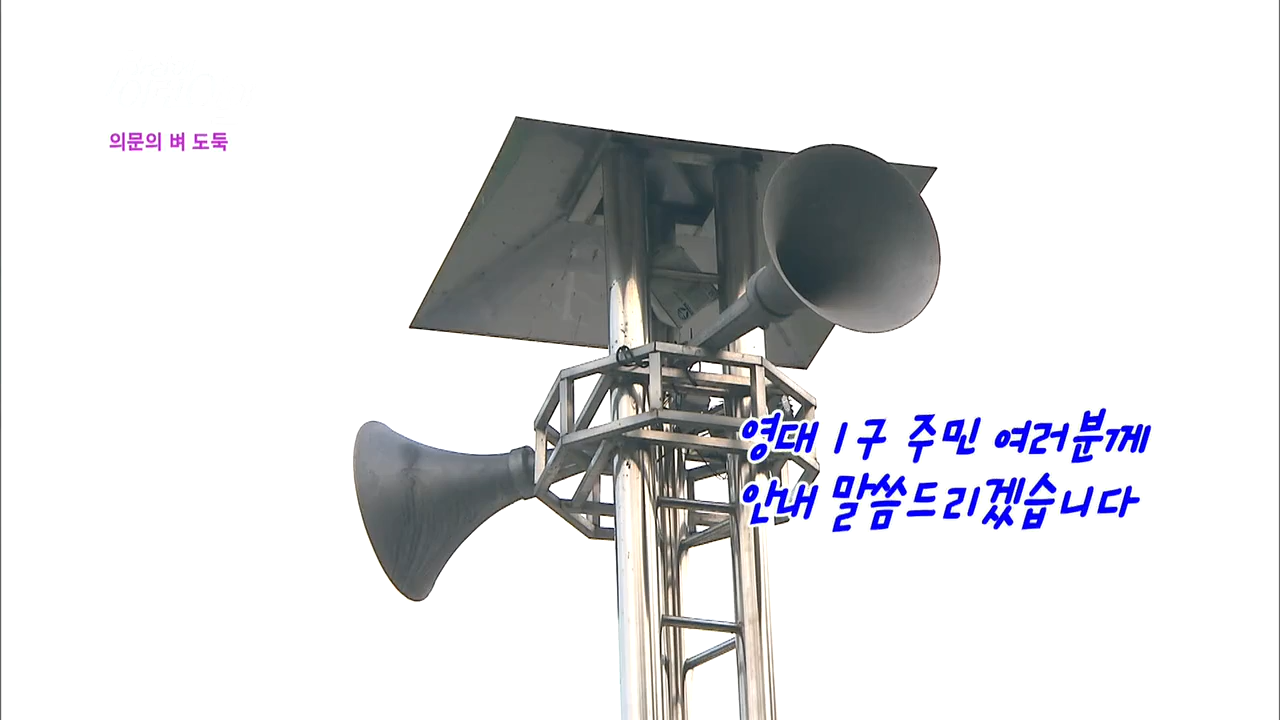 의문의 벼 도둑
영대 1구 주민 여러분께
안내 말씀드리겠습니다